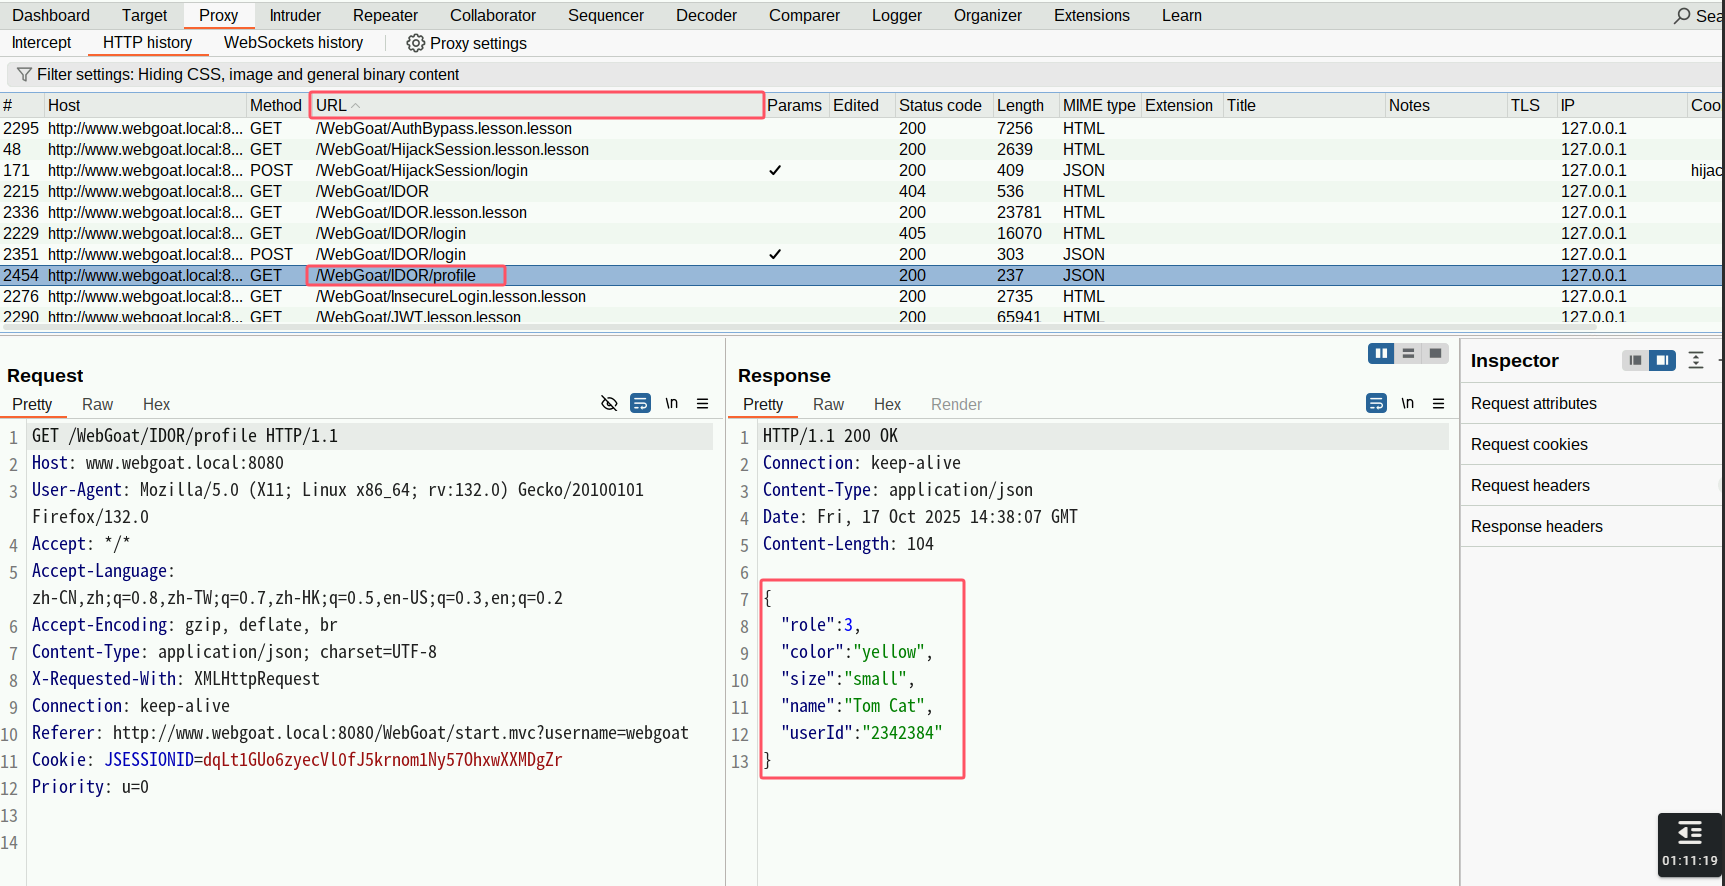 Dashboard Target Proxy Intruder Repeater Collaborator Sequencer Decoder Comparer Logger Organizer Extensions Learn Sea
Intercept HTTP history WebSockets history Proxy settings
Filter settings: Hiding CSS, image and general binary content
# Host Method URL Params Edited Status code Length MIME type Extension Title Notes TLS IP Coo
2295 http://www.webgoat.local:8... GET /WebGoat/AuthBypass.lesson.lesson 200 7256 HTML 127.0.0.1
48 http://www.webgoat.local:8... GET /WebGoat/HijackSession.lesson.lesson 200 2639 HTML 127.0.0.1
171 http://www.webgoat.local:8... POST /WebGoat/HijackSession/login ✓ 200 409 JSON 127.0.0.1 hijac
2215 http://www.webgoat.local:8... GET /WebGoat/IDOR 404 536 HTML 127.0.0.1
2336 http://www.webgoat.local:8... GET /WebGoat/IDOR.lesson.lesson 200 23781 HTML 127.0.0.1
2229 http://www.webgoat.local:8... GET /WebGoat/IDOR/login 405 16070 HTML 127.0.0.1
2351 http://www.webgoat.local:8... POST /WebGoat/IDOR/login ✓ 200 303 JSON 127.0.0.1
2454 http://www.webgoat.local:8... GET /WebGoat/IDOR/profile 200 237 JSON 127.0.0.1
2276 http://www.webgoat.local:8... GET /WebGoat/InsecureLogin.lesson.lesson 200 2735 HTML 127.0.0.1
2290 http://www.webgoat.local:8... GET /WebGoat/JWT.lesson.lesson 200 65941 HTML 127.0.0.1
Request
Pretty Raw Hex \n
1 GET /WebGoat/IDOR/profile HTTP/1.1
2 Host: www.webgoat.local:8080
3 User-Agent: Mozilla/5.0 (X11; Linux x86_64; rv:132.0) Gecko/20100101
Firefox/132.0
4 Accept: */*
5 Accept-Language:
zh-CN,zh;q=0.8,zh-TW;q=0.7,zh-HK;q=0.5,en-US;q=0.3,en;q=0.2
6 Accept-Encoding: gzip, deflate, br
7 Content-Type: application/json; charset=UTF-8
8 X-Requested-With: XMLHttpRequest
9 Connection: keep-alive
10 Referer: http://www.webgoat.local:8080/WebGoat/start.mvc?username=webgoat
11 Cookie: JSESSIONID=dqLt1GUo6zyecVlOfJ5krnom1Ny57OhxwXXMDgZr
12 Priority: u=0
13
14
Response
Pretty Raw Hex Render \n
1 HTTP/1.1 200 OK
2 Connection: keep-alive
3 Content-Type: application/json
4 Date: Fri, 17 Oct 2025 14:38:07 GMT
5 Content-Length: 104
6
7 {
8 "role":3,
9 "color":"yellow",
10 "size":"small",
11 "name":"Tom Cat",
12 "userId":"2342384"
13 }
Inspector
Request attributes
Request cookies
Request headers
Response headers
01:11:19